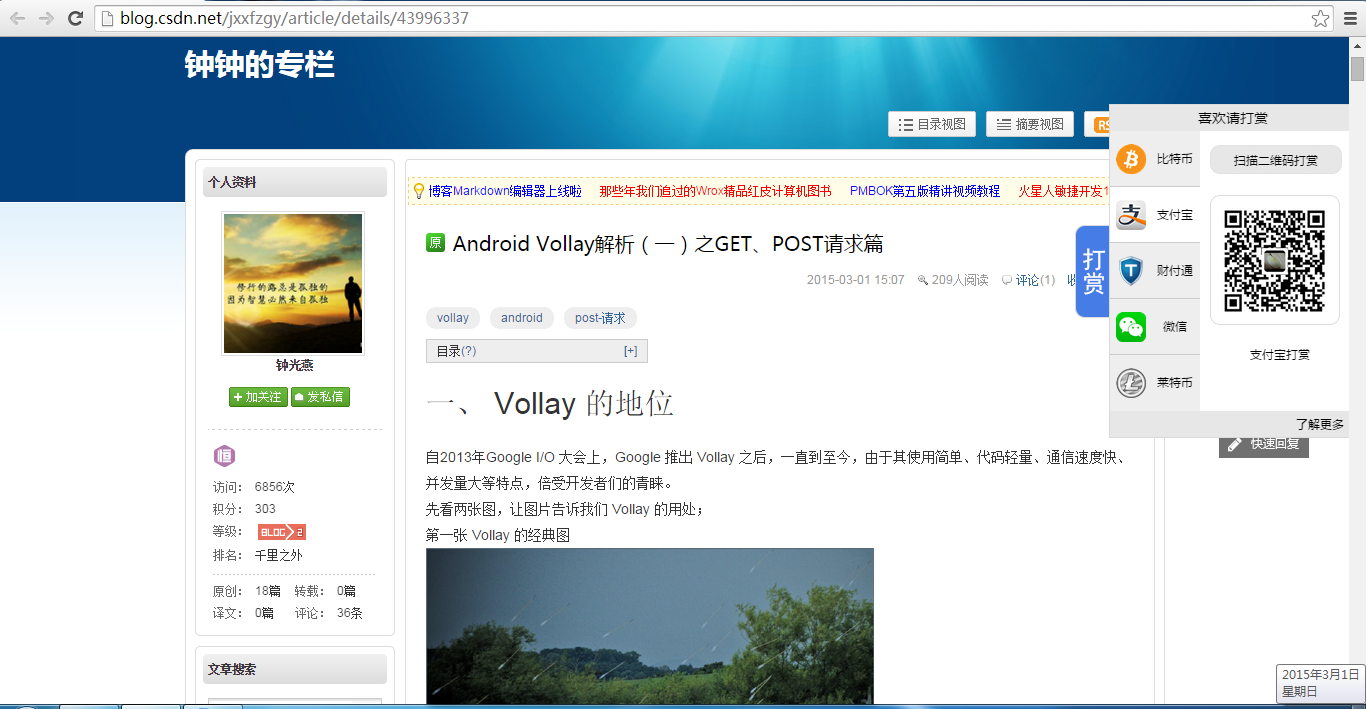 blog.csdn.net/jxxfzgy/article/details/43996337
钟钟的专栏
目录视图
摘要视图
RS
喜欢请打赏
比特币
支付宝
财付通
微信
莱特币
扫描二维码打赏
支付宝打赏
了解更多
打赏
快速回复
个人资料
修行的路总是孤独的
因为智慧必然来自孤独
钟光燕
+ 加关注
发私信
恒
访问： 6856次
积分： 303
等级： BLOG 2
排名： 千里之外
原创： 18篇 转载： 0篇
译文： 0篇 评论： 36条
文章搜索
博客Markdown编辑器上线啦 那些年我们追过的Wrox精品红皮计算机图书 PMBOK第五版精讲视频教程 火星人敏捷开发1
原 Android Vollay解析（一）之GET、POST请求篇
2015-03-01 15:07 209人阅读 评论(1) 收
vollay android post-请求
目录(?) [+]
一、 Vollay 的地位
自2013年Google I/O 大会上，Google 推出 Vollay 之后，一直到至今，由于其使用简单、代码轻量、通信速度快、
并发量大等特点，倍受开发者们的青睐。
先看两张图，让图片告诉我们 Vollay 的用处；
第一张 Vollay 的经典图
2015年3月1日
星期日